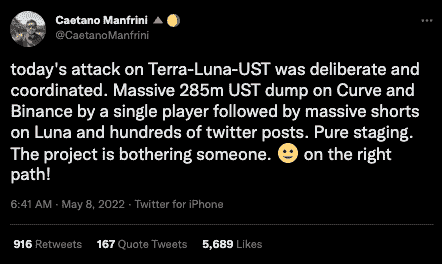 Caetano Manfrini
@CaetanoManfrini
today's attack on Terra-Luna-UST was deliberate and
coordinated. Massive 285m UST dump on Curve and
Binance by a single player followed by massive shorts
on Luna and hundreds of twitter posts. Pure staging.
The project is bothering someone. 😀 on the right
path!
6:41 AM · May 8, 2022 · Twitter for iPhone
916 Retweets 167 Quote Tweets 5,689 Likes